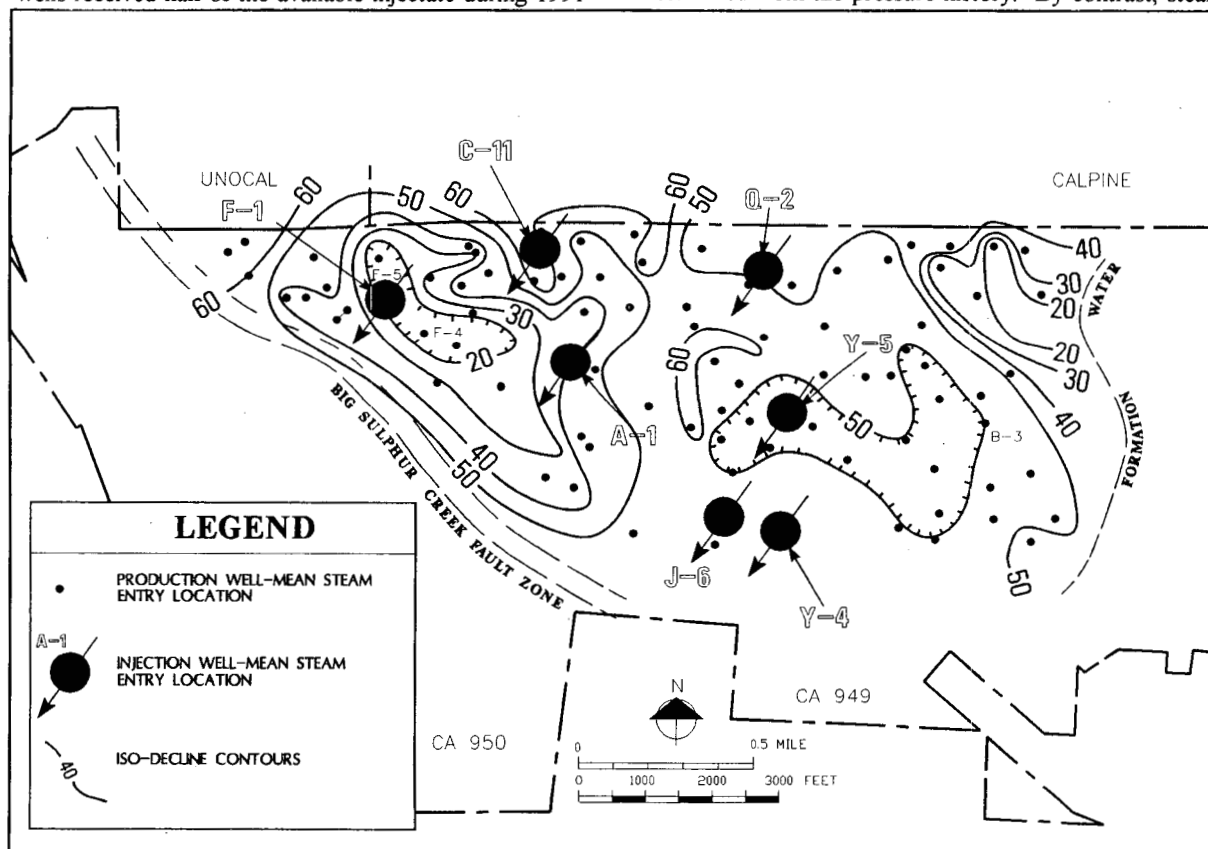 wells received half of the available injectate during 1991
the pressure history. By contrast, steam
C-11
UNOCAL
F-1
60
50
60
60
50
Q-2
CALPINE
40
30
20
WATER
F-5
30
F-4
20
60
60
Y-5
50
20
30
40
B-3
FORMATION
A-1
40
50
BIG SULPHUR CREEK FAULT ZONE
J-6
Y-4
50
LEGEND
PRODUCTION WELL-MEAN STEAM
ENTRY LOCATION
A-1
INJECTION WELL-MEAN STEAM
ENTRY LOCATION
40
ISO-DECLINE CONTOURS
CA 950
N
CA 949
0
0.5 MILE
0
1000
2000
3000 FEET